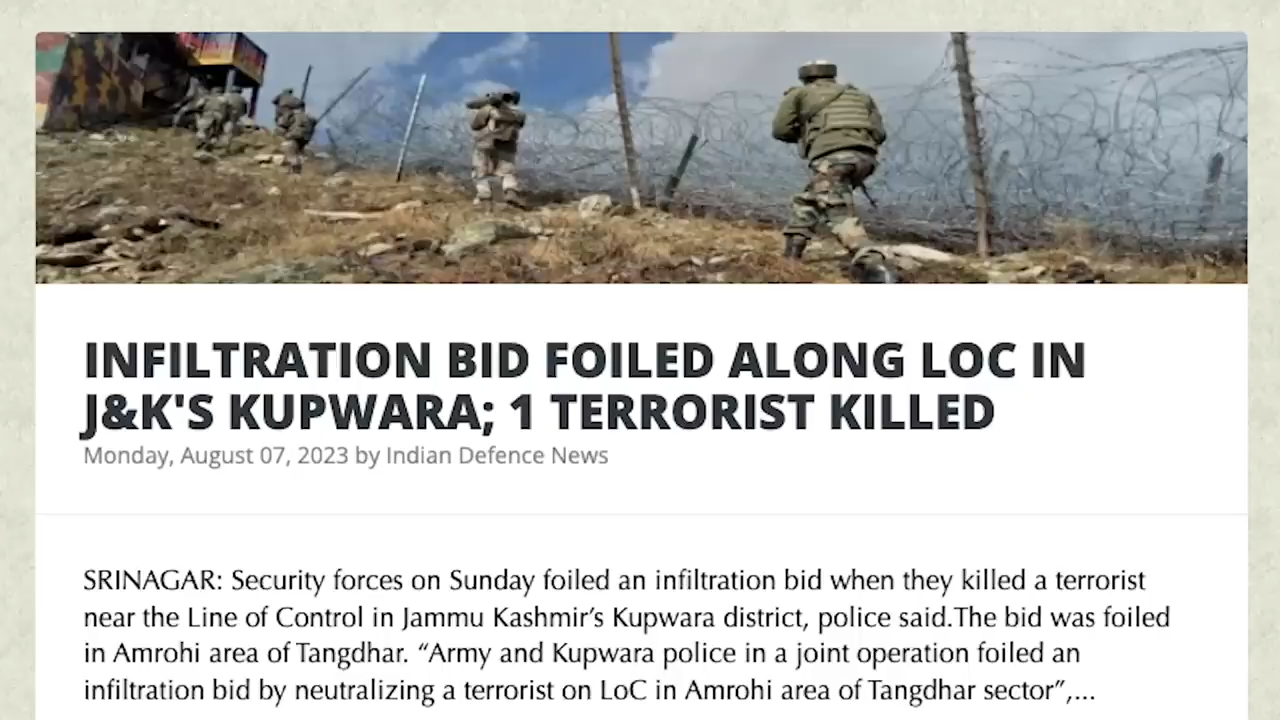 INFILTRATION BID FOILED ALONG LOC IN
J&K'S KUPWARA; 1 TERRORIST KILLED
Monday, August 07, 2023 by Indian Defence News
SRINAGAR: Security forces on Sunday foiled an infiltration bid when they killed a terrorist
near the Line of Control in Jammu Kashmir’s Kupwara district, police said.The bid was foiled
in Amrohi area of Tangdhar. “Army and Kupwara police in a joint operation foiled an
infiltration bid by neutralizing a terrorist on LoC in Amrohi area of Tangdhar sector”,...